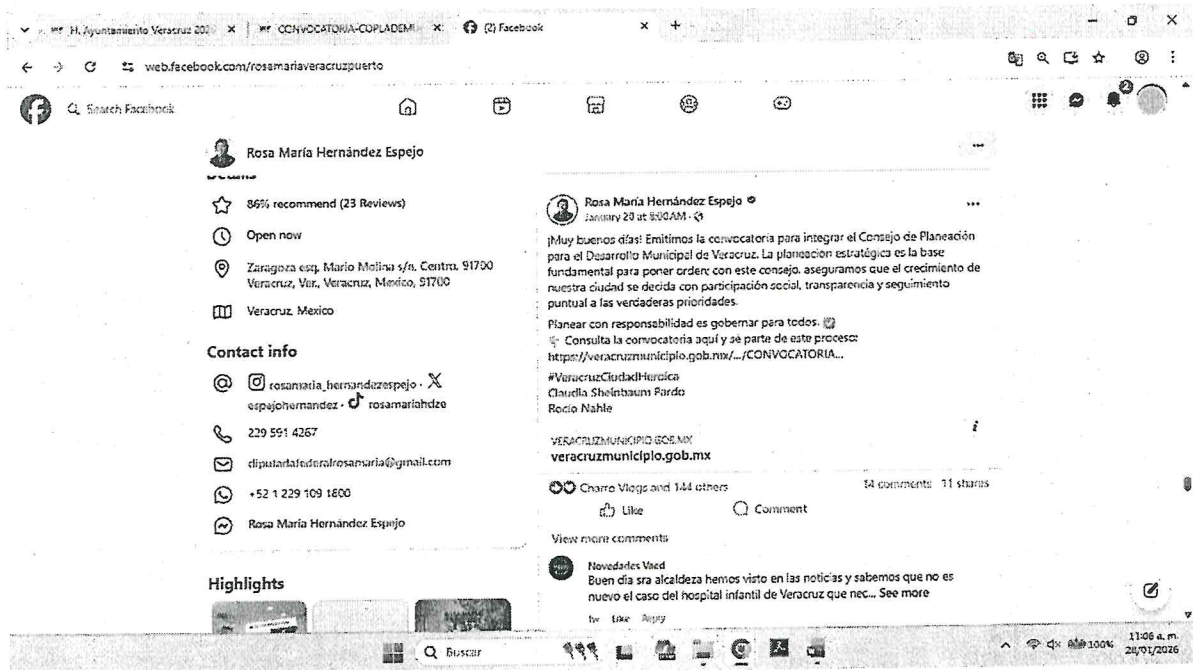 H. Ayuntamiento Veracruz 202
CONVOCATORIA-COPLADEMU
(2) Facebook
web.facebook.com/rosamariaveracruzpuerto
Search Facebook
2
Rosa María Hernández Espejo
Details
86% recommend (23 Reviews)
Open now
Zaragoza esq. Mario Molina s/n, Centro, 91700
Veracruz, Ver., Veracruz, Mexico, 91700
Veracruz, Mexico
Contact info
rosamaria_hernandezespejo ·
espejohernandez · rosamariahdze
229 591 4267
diputadafederalrosamaria@gmail.com
+52 1 229 109 1800
Rosa María Hernández Espejo
Highlights
Rosa María Hernández Espejo
January 20 at 8:00 AM ·
¡Muy buenos días! Emitimos la convocatoria para integrar el Consejo de Planeación
para el Desarrollo Municipal de Veracruz. La planeación estratégica es la base
fundamental para poner orden; con este consejo, aseguramos que el crecimiento de
nuestra ciudad se decida con participación social, transparencia y seguimiento
puntual a las verdaderas prioridades.
Planear con responsabilidad es gobernar para todos.
Consulta la convocatoria aquí y sé parte de este proceso:
https://veracruzmunicipio.gob.mx/.../CONVOCATORIA...
#VeracruzCiudadHeroica
Claudia Sheinbaum Pardo
Rocío Nahle
VERACRUZMUNICIPIO.GOB.MX
veracruzmunicipio.gob.mx
Charro Vlogs and 144 others
14 comments 11 shares
Like Comment
View more comments
Novedades Vaed
Buen día sra alcaldeza hemos visto en las noticias y sabemos que no es
nuevo el caso del hospital infantil de Veracruz que nec... See more
1w Like Reply
Buscar
100%
11:06 a. m.
28/01/2026